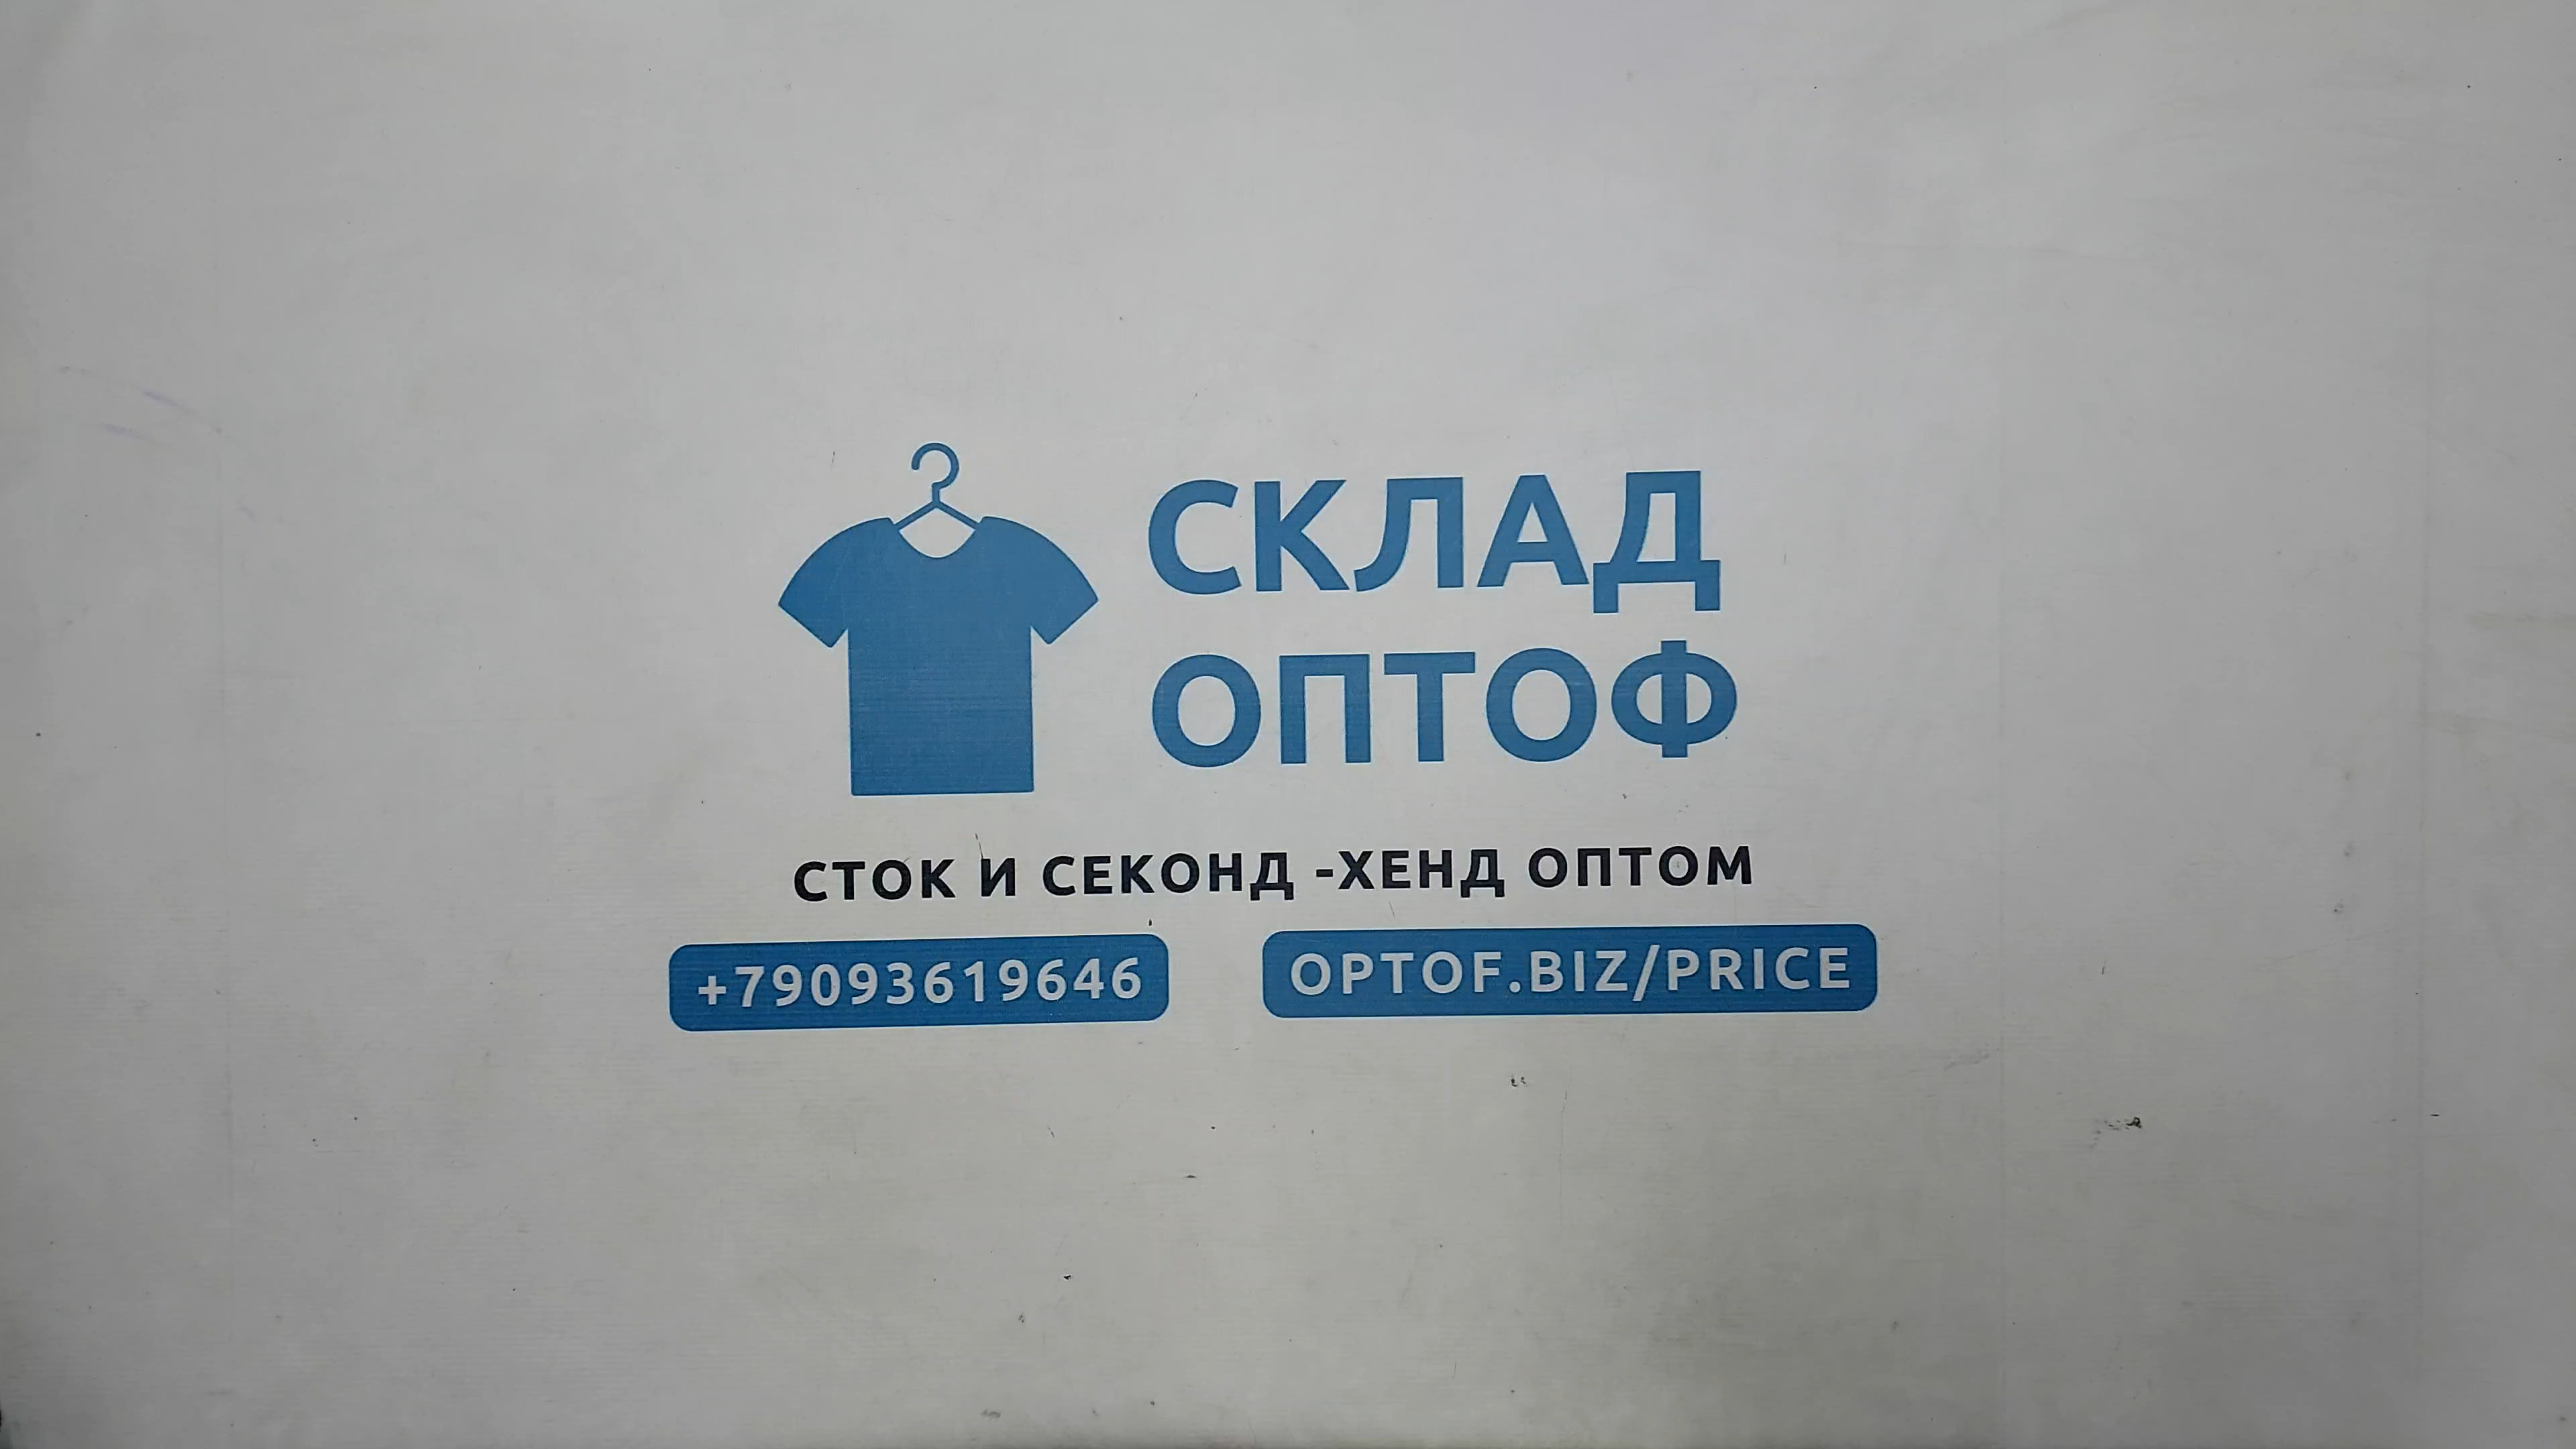 СКЛАД
ОПТОФ
СТОК И СЕКОНД -ХЕНД ОПТОМ
+79093619646
OPTOF.BIZ/PRICE